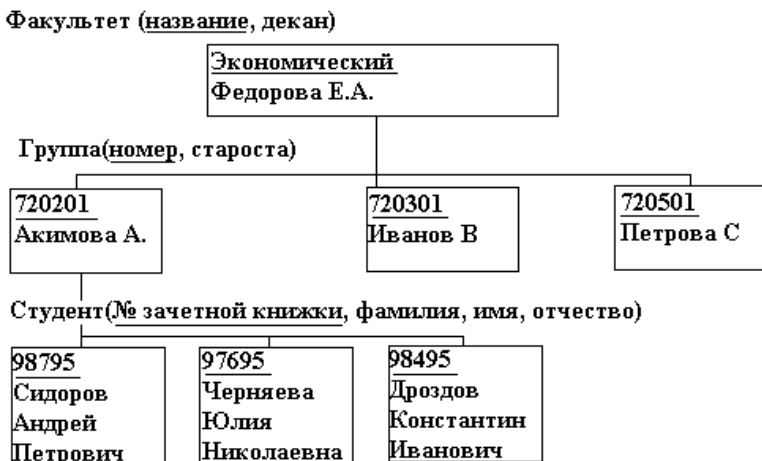 Факультет (название, декан)
Экономический
Федорова Е.А.
Группа(номер, староста)
720201
Акимова А.
720301
Иванов В
720501
Петрова С
Студент(№ зачетной книжки, фамилия, имя, отчество)
98795
Сидоров
Андрей
Петрович
97695
Черняева
Юлия
Николаевна
98495
Дроздов
Константин
Иванович